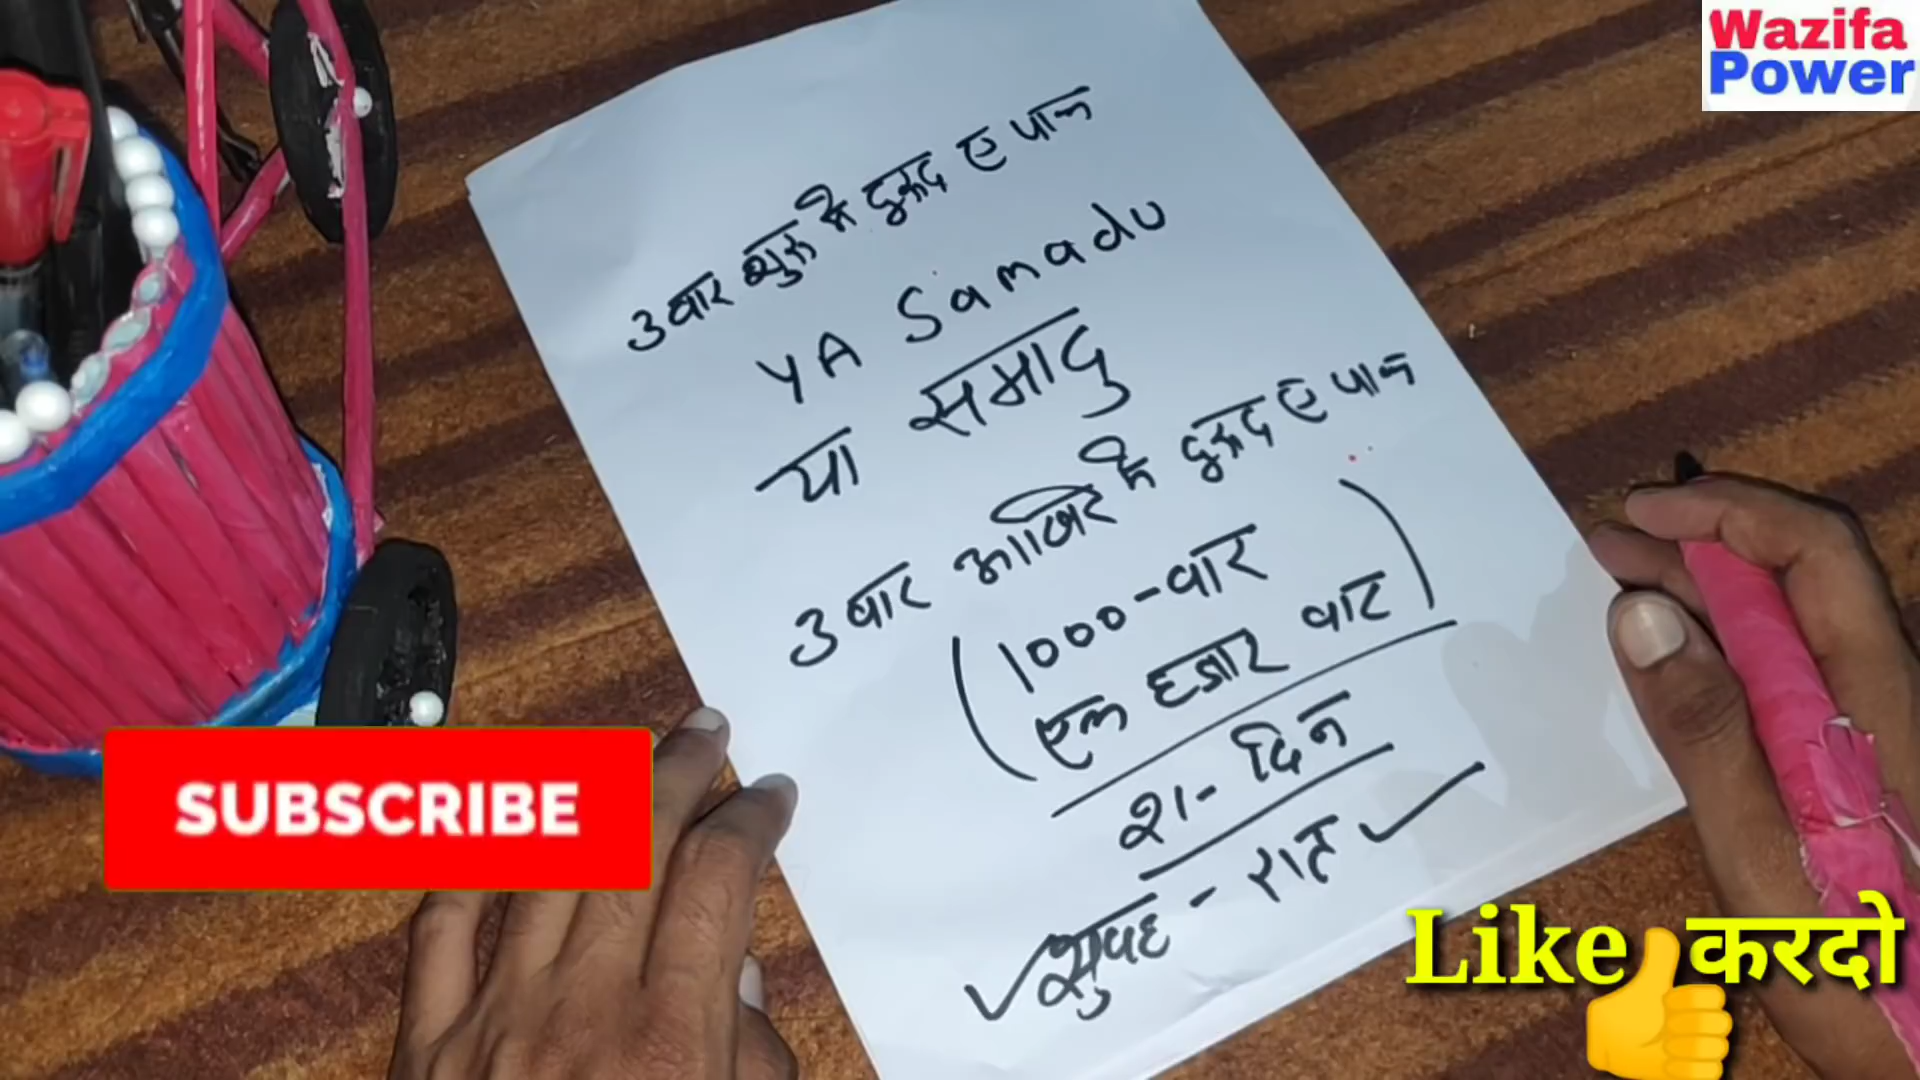 Wazifa
Power
3 बार शुरु में दुरूद ए पाक
YA Samadu
या समादु
3 बार आखिर में दुरूद ए पाक
(1000-बार
एक हजार बार)
21-दिन
सुबह - रात
SUBSCRIBE
Like करदो